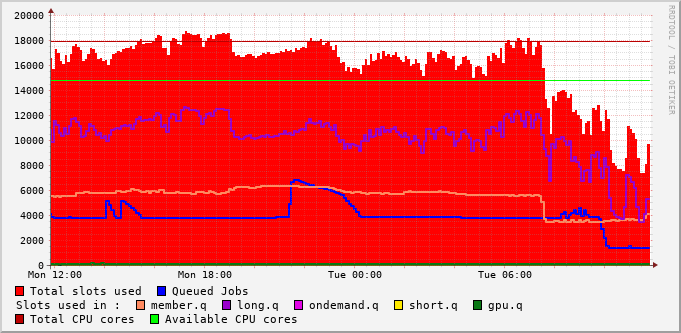 20000
18000
16000
14000
12000
10000
8000
6000
4000
2000
0
Mon 12:00 Mon 18:00 Tue 00:00 Tue 06:00
Total slots used Queued Jobs
Slots used in : member.q long.q ondemand.q short.q gpu.q
Total CPU cores Available CPU cores
RRDTOOL / TOBI OETIKER